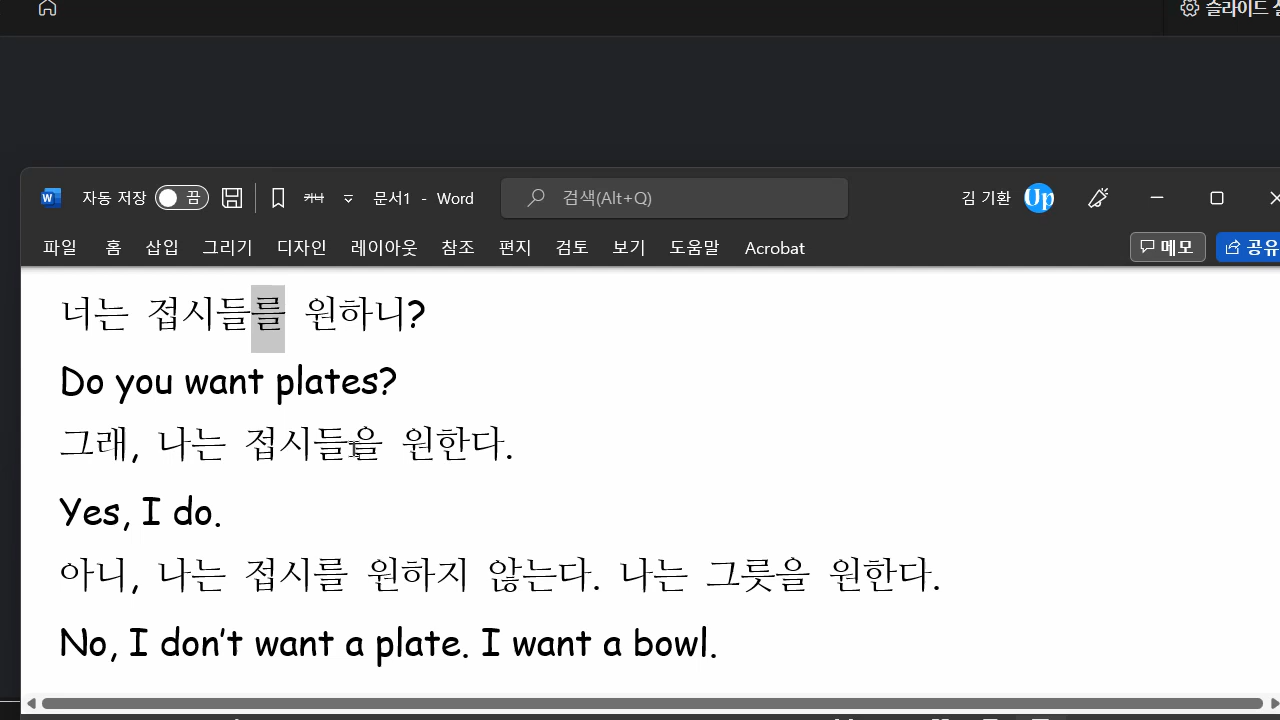 슬라이드
자동 저장 끔 가나 문서1 - Word 검색(Alt+Q) 김 기환 Up
파일 홈 삽입 그리기 디자인 레이아웃 참조 편지 검토 보기 도움말 Acrobat 메모 공유
너는 접시들를 원하니?
Do you want plates?
그래, 나는 접시들을 원한다.
Yes, I do.
아니, 나는 접시를 원하지 않는다. 나는 그릇을 원한다.
No, I don't want a plate. I want a bowl.